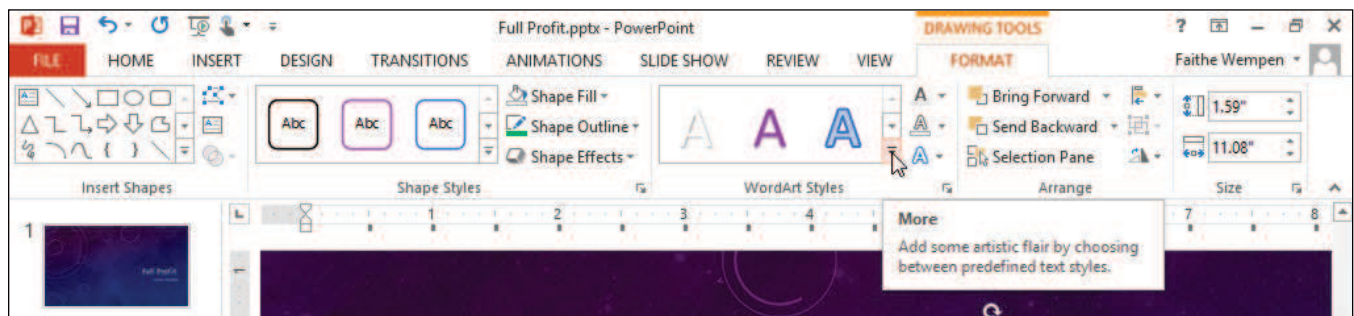 Full Profit.pptx - PowerPoint
DRAWING TOOLS
?
FILE HOME INSERT DESIGN TRANSITIONS ANIMATIONS SLIDE SHOW REVIEW VIEW FORMAT Faithe Wempen
Abc Abc Abc
Shape Fill
Shape Outline
Shape Effects
A A A
A
A
A
Bring Forward
Send Backward
Selection Pane
1.59"
11.08"
Insert Shapes Shape Styles WordArt Styles Arrange Size
1 2 3 4 7 8
1
Full Profit
More
Add some artistic flair by choosing
between predefined text styles.